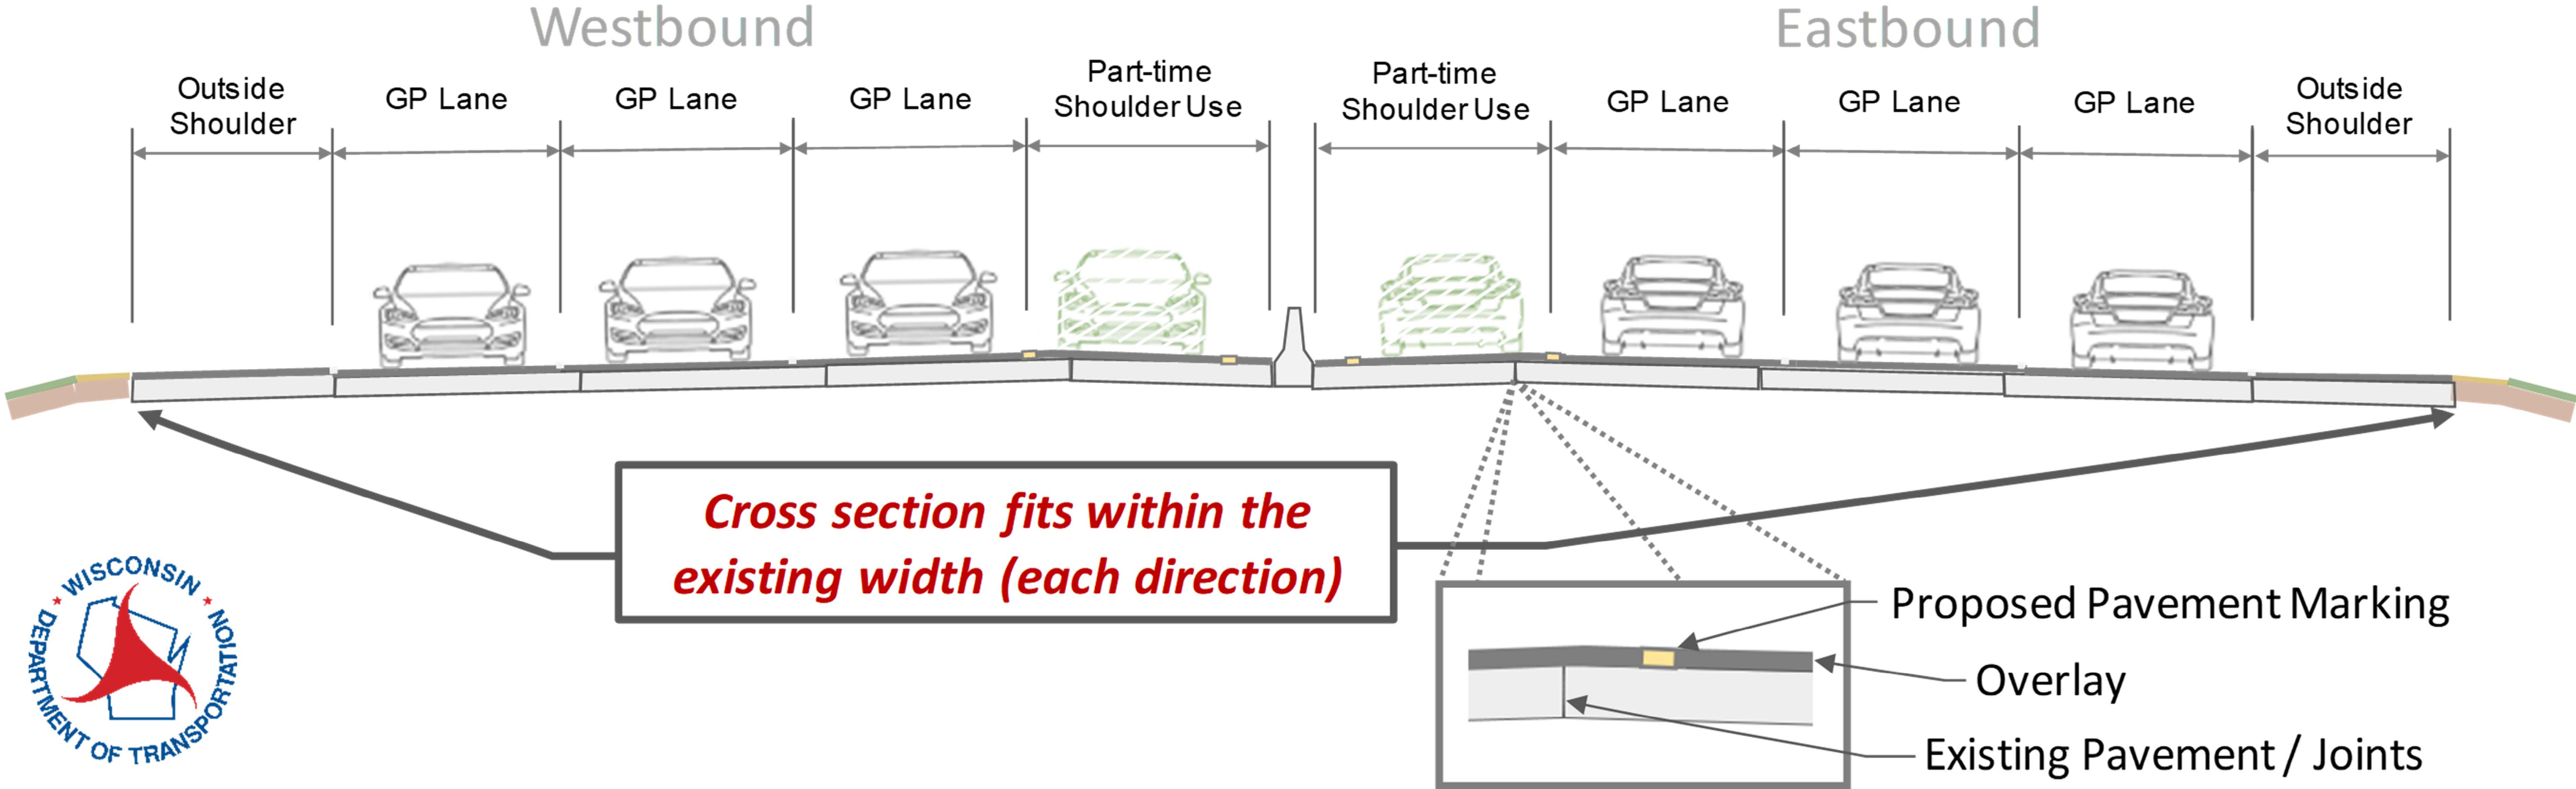 Westbound
Eastbound
Outside
Shoulder
GP Lane
GP Lane
GP Lane
Part-time
Shoulder Use
Part-time
Shoulder Use
GP Lane
GP Lane
GP Lane
Outside
Shoulder
Cross section fits within the
existing width (each direction)
Proposed Pavement Marking
Overlay
Existing Pavement / Joints
WISCONSIN
DEPARTMENT OF TRANSPORTATION